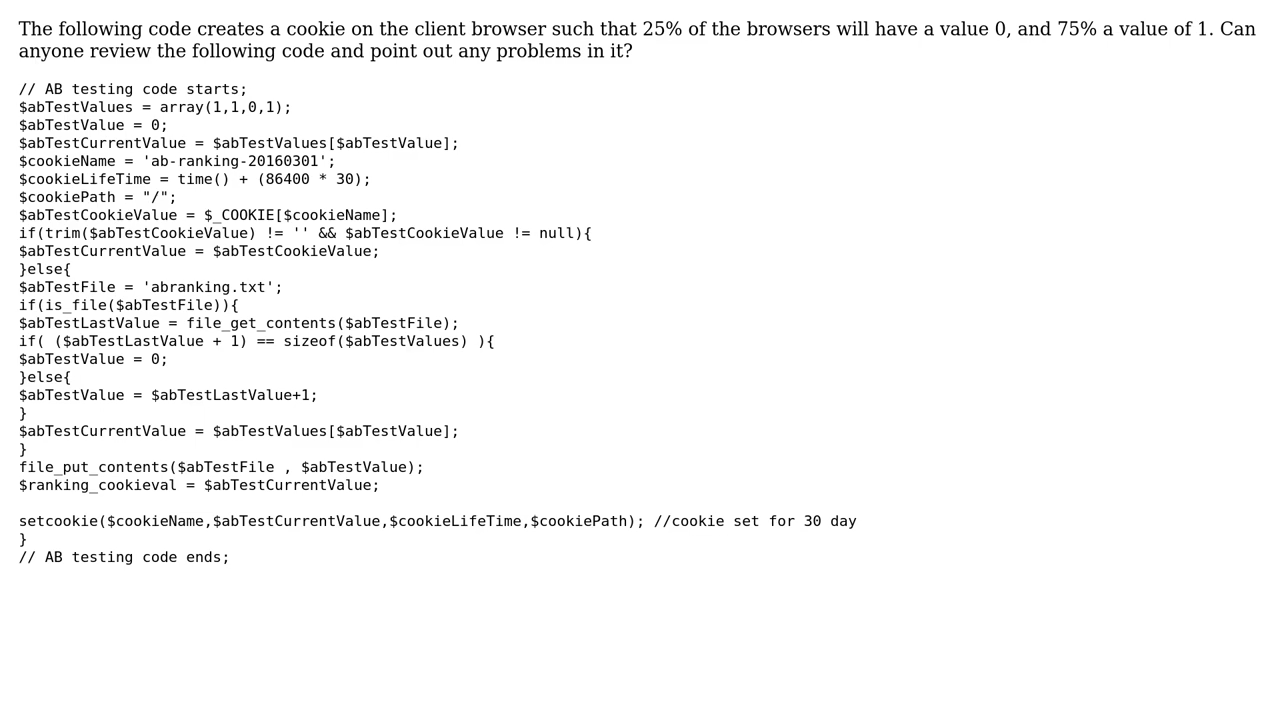 The following code creates a cookie on the client browser such that 25% of the browsers will have a value 0, and 75% a value of 1. Can
anyone review the following code and point out any problems in it?
// AB testing code starts;
$abTestValues = array(1,1,0,1);
$abTestValue = 0;
$abTestCurrentValue = $abTestValues[$abTestValue];
$cookieName = 'ab-ranking-20160301';
$cookieLifeTime = time() + (86400 * 30);
$cookiePath = "/";
$abTestCookieValue = $_COOKIE[$cookieName];
if(trim($abTestCookieValue) != '' && $abTestCookieValue != null){
$abTestCurrentValue = $abTestCookieValue;
}else{
$abTestFile = 'abranking.txt';
if(is_file($abTestFile)){
$abTestLastValue = file_get_contents($abTestFile);
if( ($abTestLastValue + 1) == sizeof($abTestValues) ){
$abTestValue = 0;
}else{
$abTestValue = $abTestLastValue+1;
}
$abTestCurrentValue = $abTestValues[$abTestValue];
}
file_put_contents($abTestFile , $abTestValue);
$ranking_cookieval = $abTestCurrentValue;
setcookie($cookieName,$abTestCurrentValue,$cookieLifeTime,$cookiePath); //cookie set for 30 day
}
// AB testing code ends;